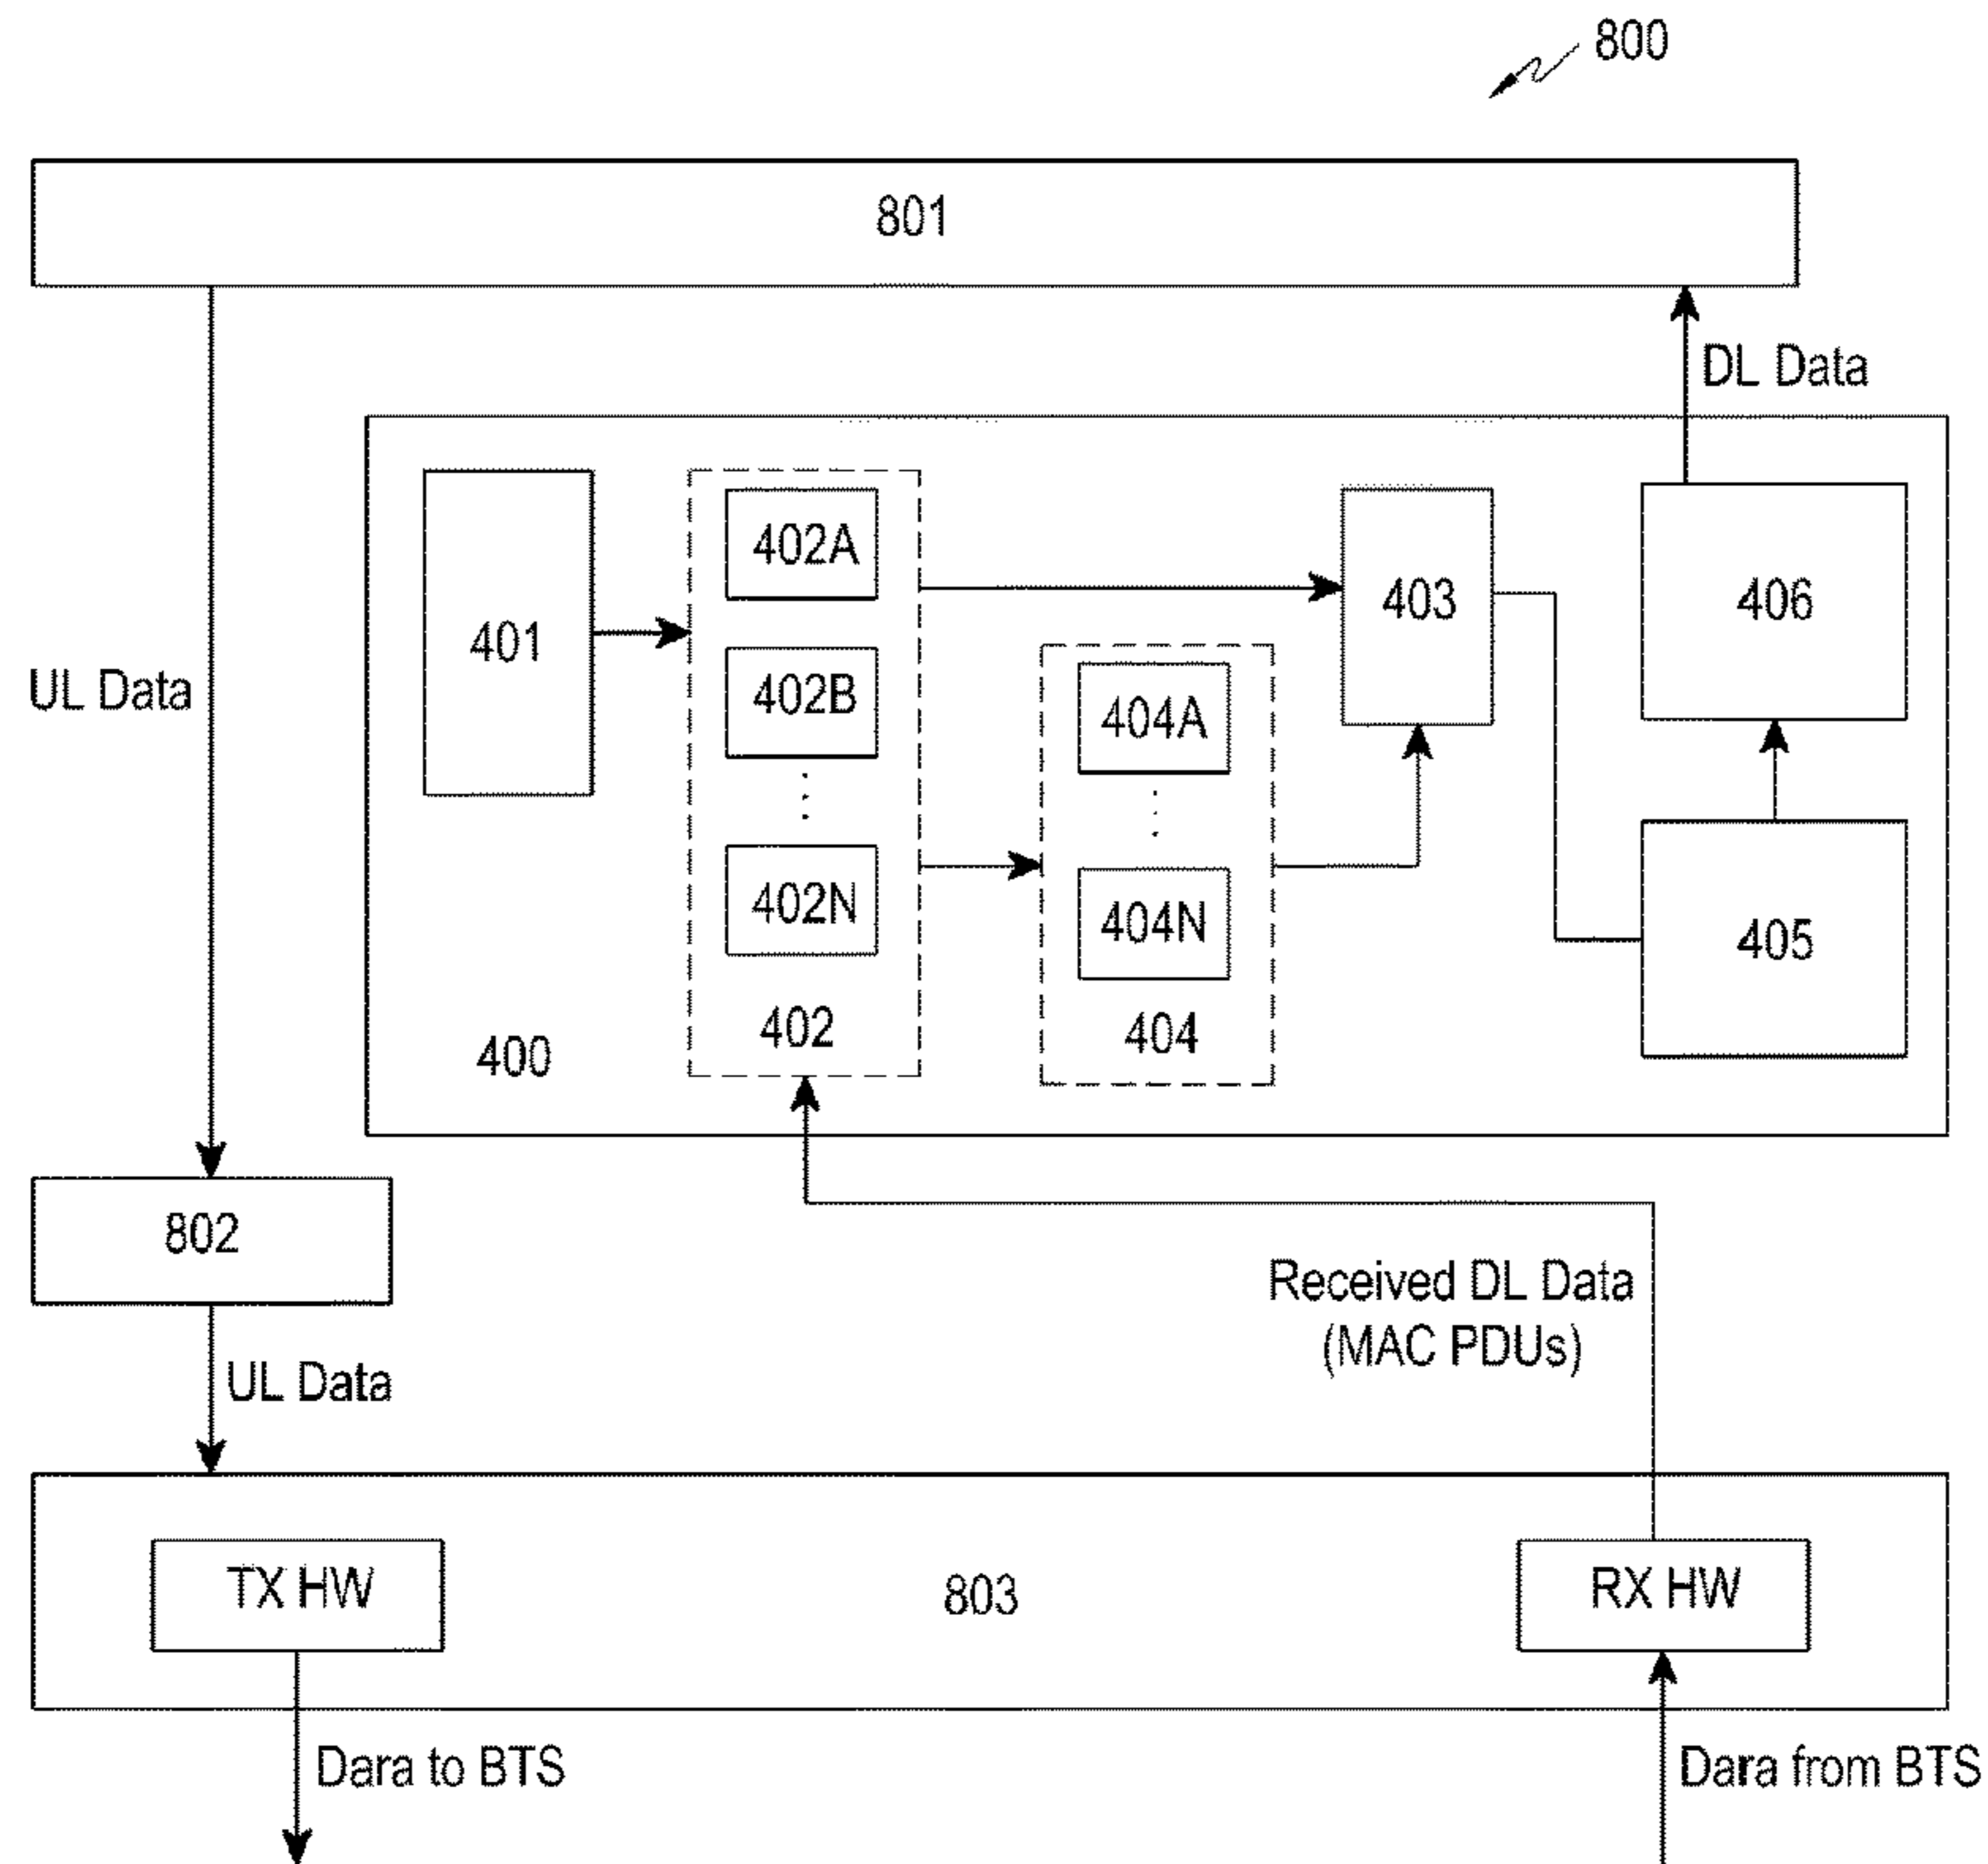 800
801
DL Data
402A
401
403
406
UL Data
402B
404A
402N
404N
405
402
404
400
802
Received DL Data
(MAC PDUs)
UL Data
TX HW
803
RX HW
Dara to BTS
Dara from BTS